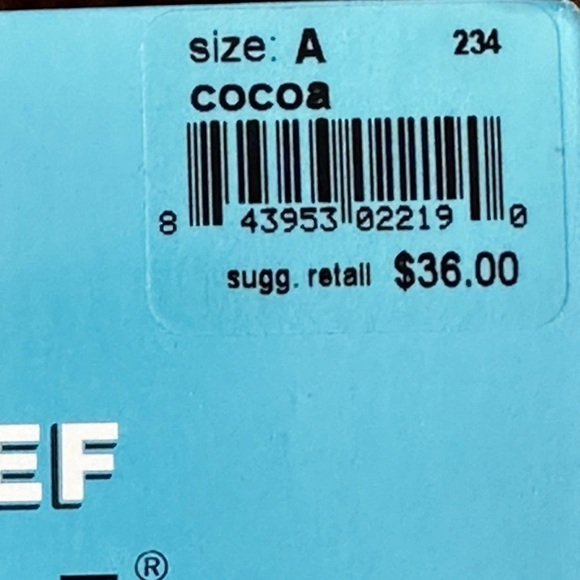 size: A 234
cocoa
8 43953 02219 0
sugg. retail $36.00
EF
®